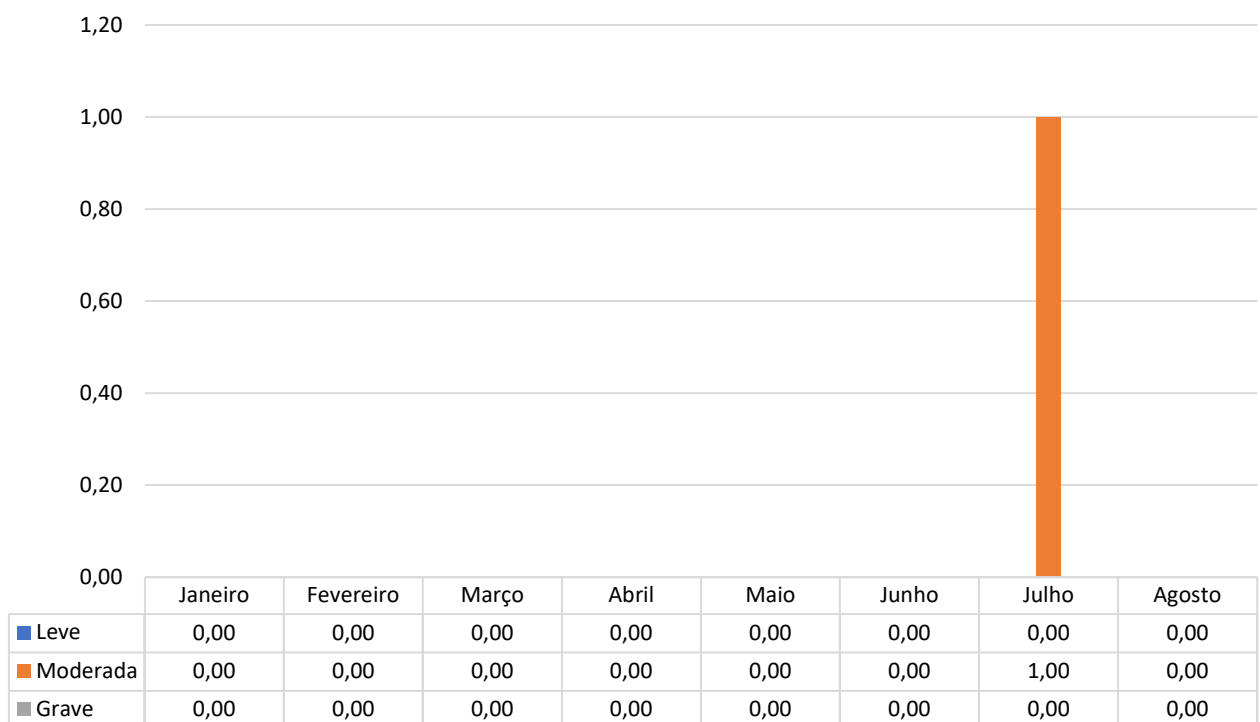 1,20
1,00
0,80
0,60
0,40
0,20
0,00
Janeiro Fevereiro Março Abril Maio Junho Julho Agosto
Leve 0,00 0,00 0,00 0,00 0,00 0,00 0,00 0,00
Moderada 0,00 0,00 0,00 0,00 0,00 0,00 1,00 0,00
Grave 0,00 0,00 0,00 0,00 0,00 0,00 0,00 0,00